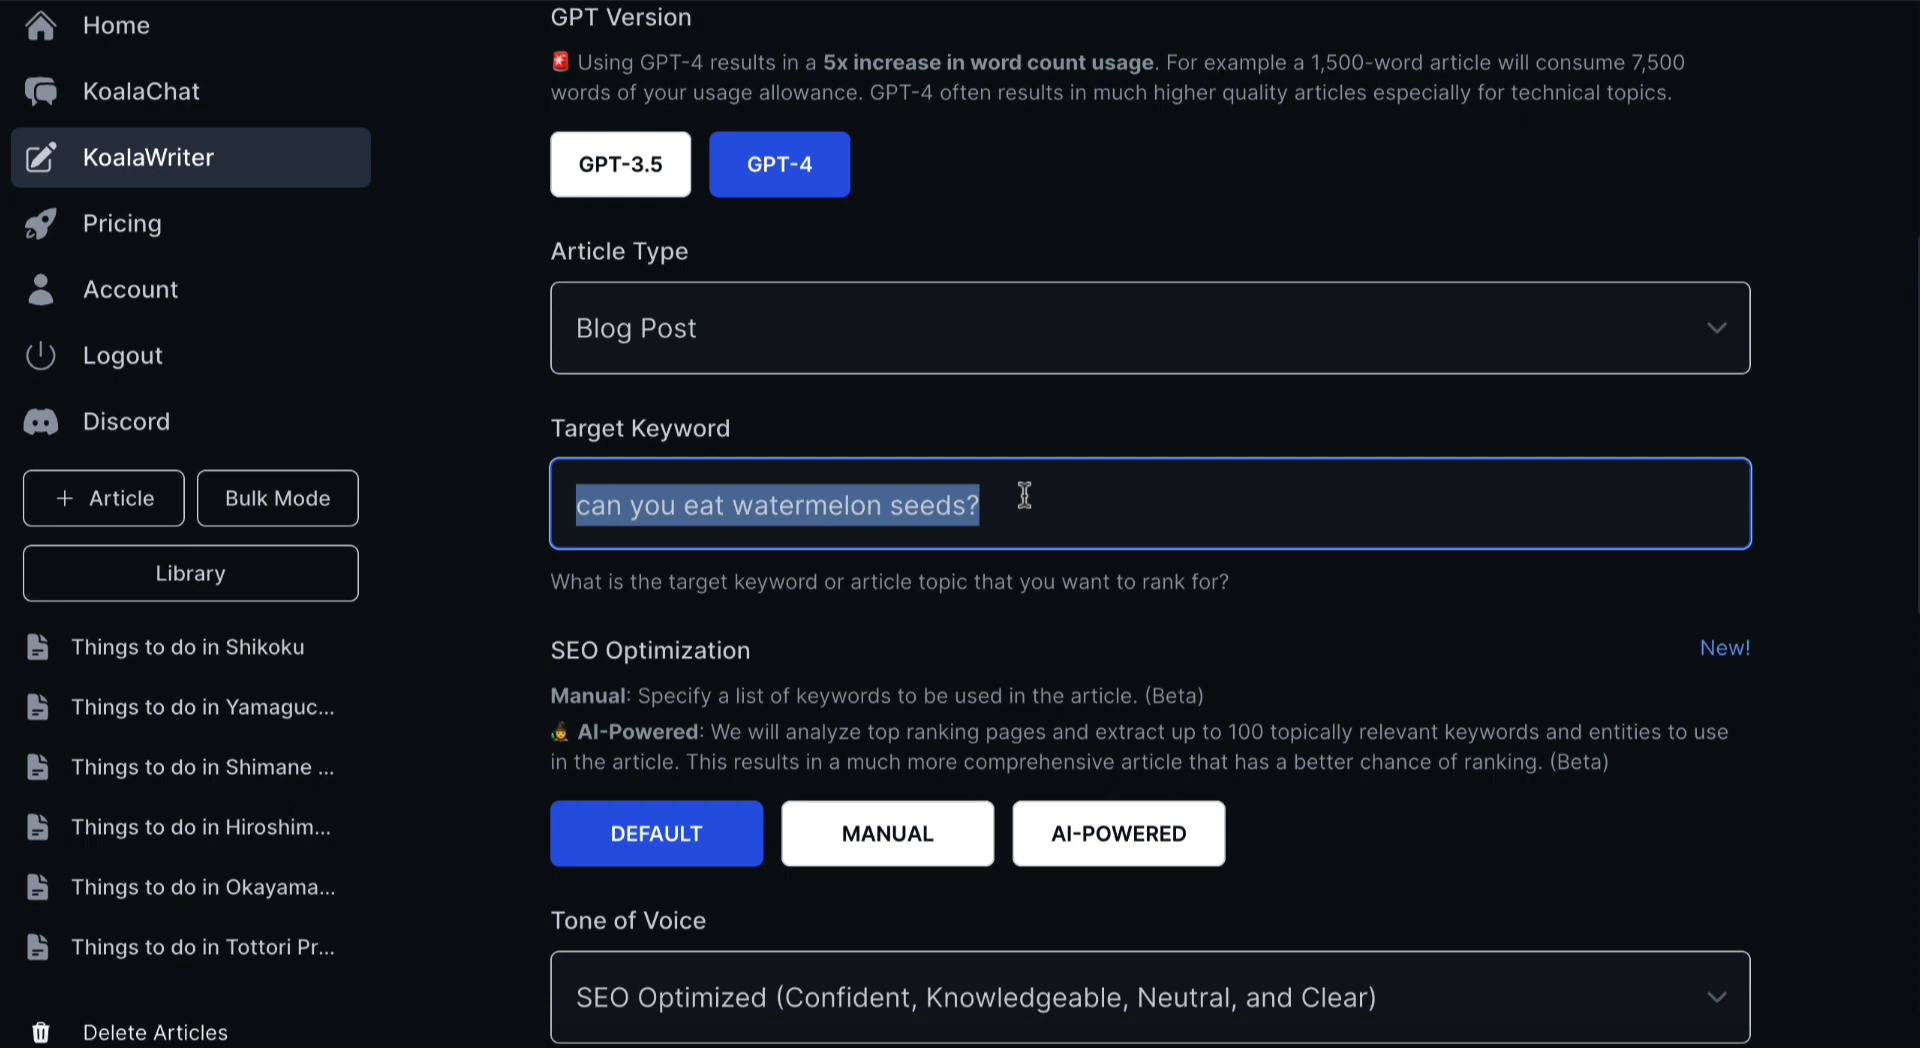 Home
KoalaChat
KoalaWriter
Pricing
Account
Logout
Discord
+ Article
Bulk Mode
Library
Things to do in Shikoku
Things to do in Yamaguc...
Things to do in Shimane ...
Things to do in Hiroshim...
Things to do in Okayama...
Things to do in Tottori Pr...
Delete Articles
GPT Version
🚨 Using GPT-4 results in a 5x increase in word count usage. For example a 1,500-word article will consume 7,500
words of your usage allowance. GPT-4 often results in much higher quality articles especially for technical topics.
GPT-3.5
GPT-4
Article Type
Blog Post
Target Keyword
can you eat watermelon seeds?
What is the target keyword or article topic that you want to rank for?
SEO Optimization
New!
Manual: Specify a list of keywords to be used in the article. (Beta)
AI-Powered: We will analyze top ranking pages and extract up to 100 topically relevant keywords and entities to use
in the article. This results in a much more comprehensive article that has a better chance of ranking. (Beta)
DEFAULT
MANUAL
AI-POWERED
Tone of Voice
SEO Optimized (Confident, Knowledgeable, Neutral, and Clear)